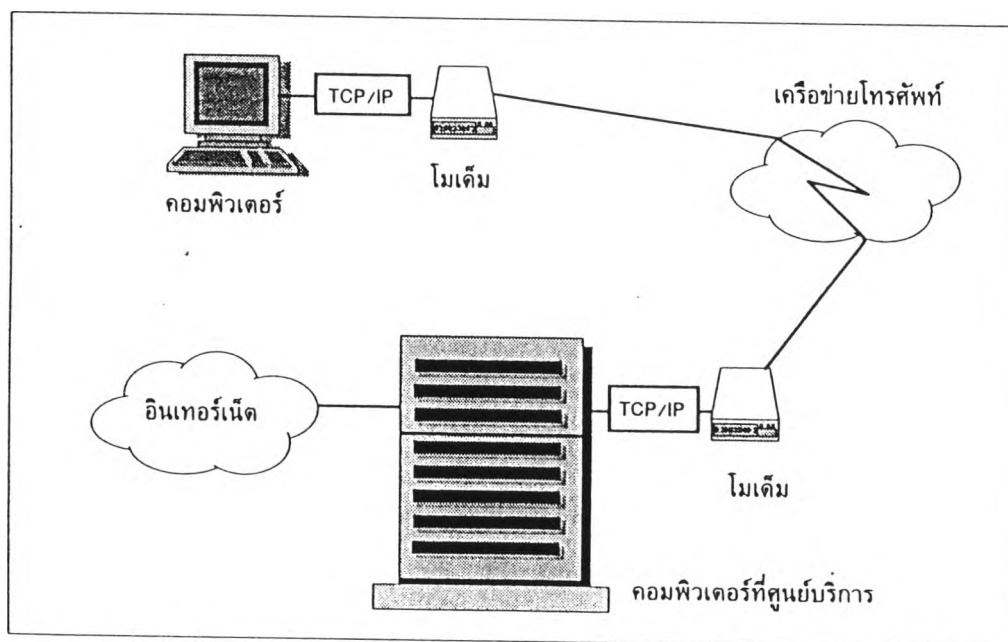 TCP/IP
เครือข่ายโทรศัพท์
โมเด็ม
คอมพิวเตอร์
อินเทอร์เน็ต
TCP/IP
โมเด็ม
คอมพิวเตอร์ที่ศูนย์บริการ